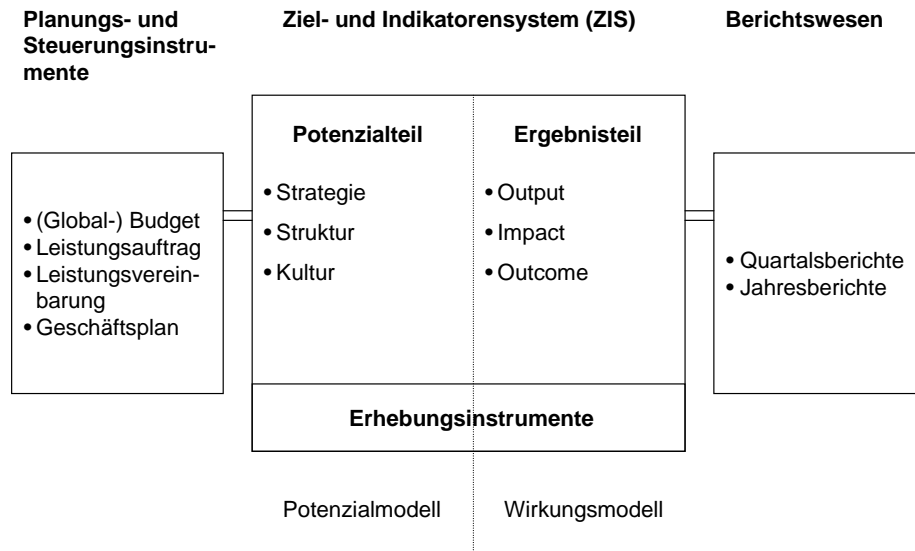 Planungs- und
Steuerungsinstru-
mente
Ziel- und Indikatorensystem (ZIS)
Berichtswesen
• (Global-) Budget
• Leistungsauftrag
• Leistungsverein-
barung
• Geschäftsplan
Potenzialteil
• Strategie
• Struktur
• Kultur
Ergebnisteil
• Output
• Impact
• Outcome
Erhebungsinstrumente
• Quartalsberichte
• Jahresberichte
Potenzialmodell
Wirkungsmodell